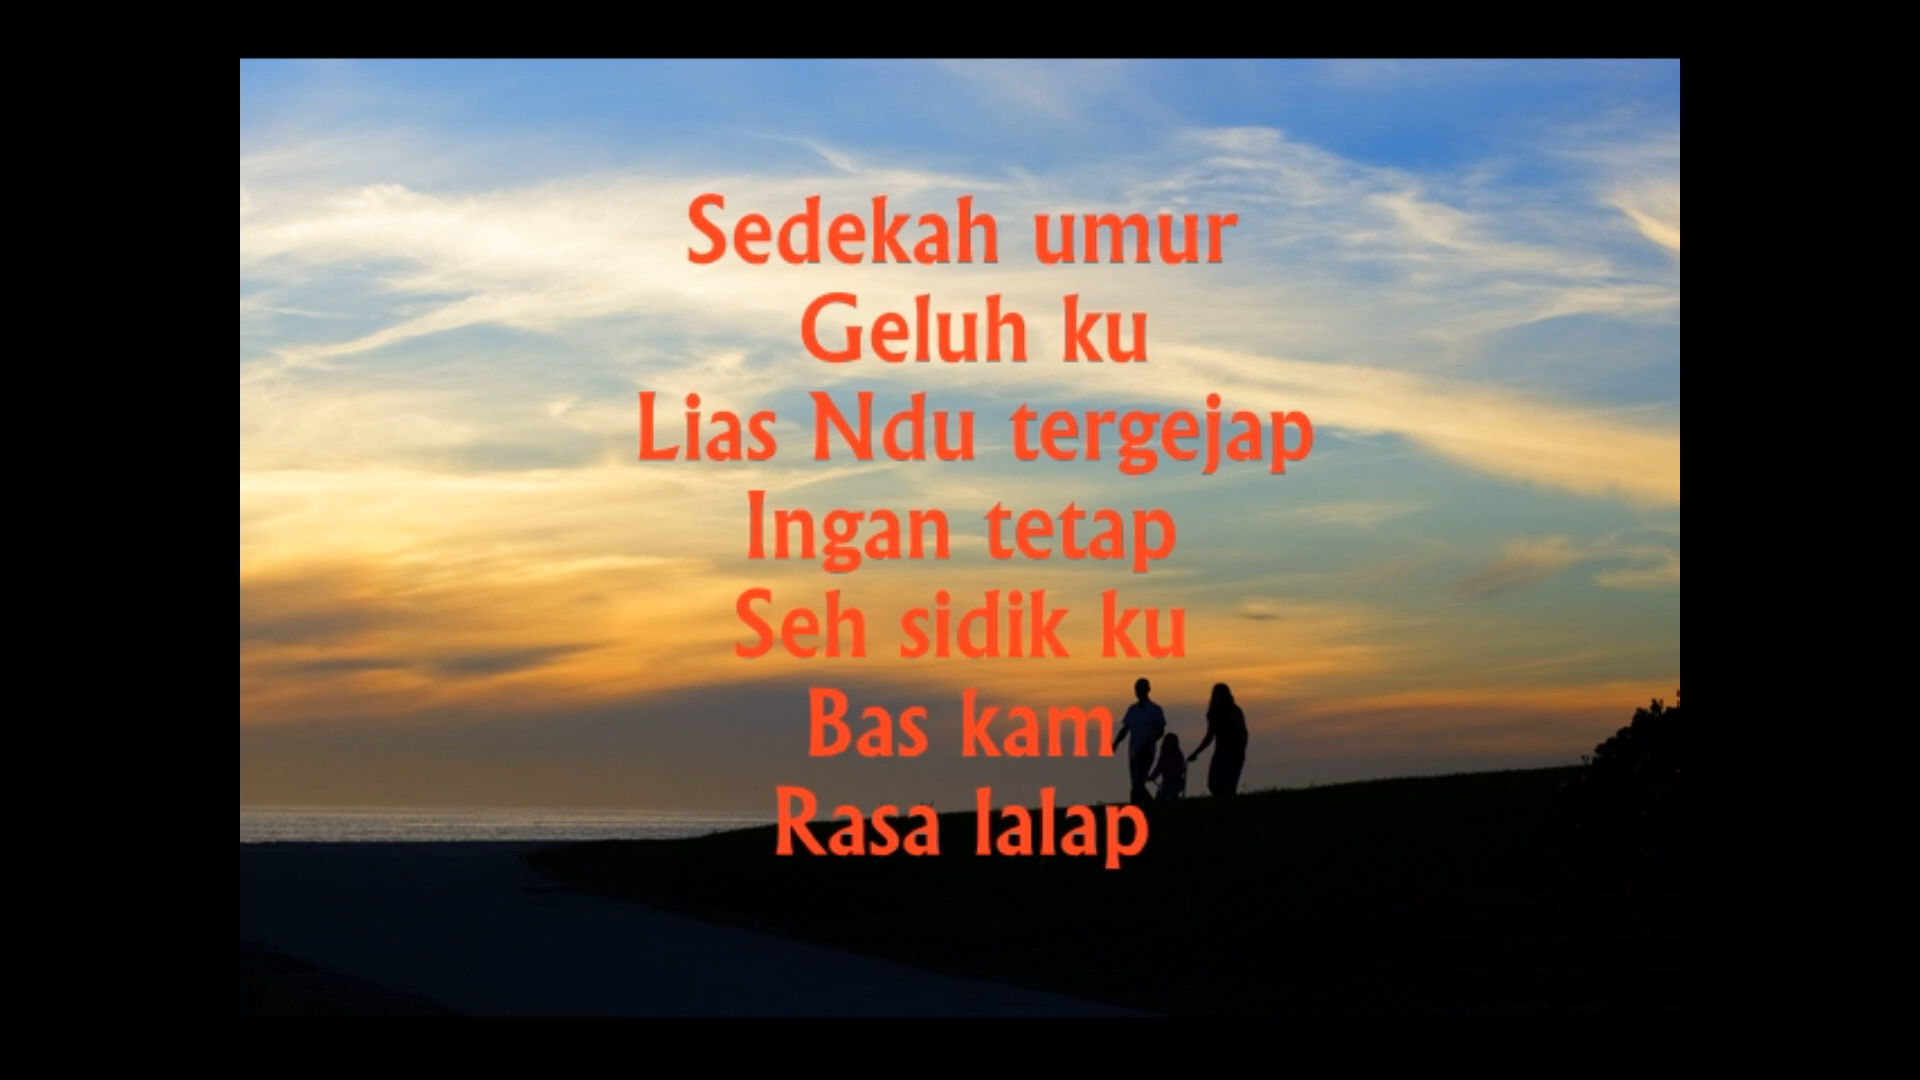 Sedekah umur
Geluh ku
Lias Ndu tergejap
Ingan tetap
Seh sidik ku
Bas kam
Rasa lalap